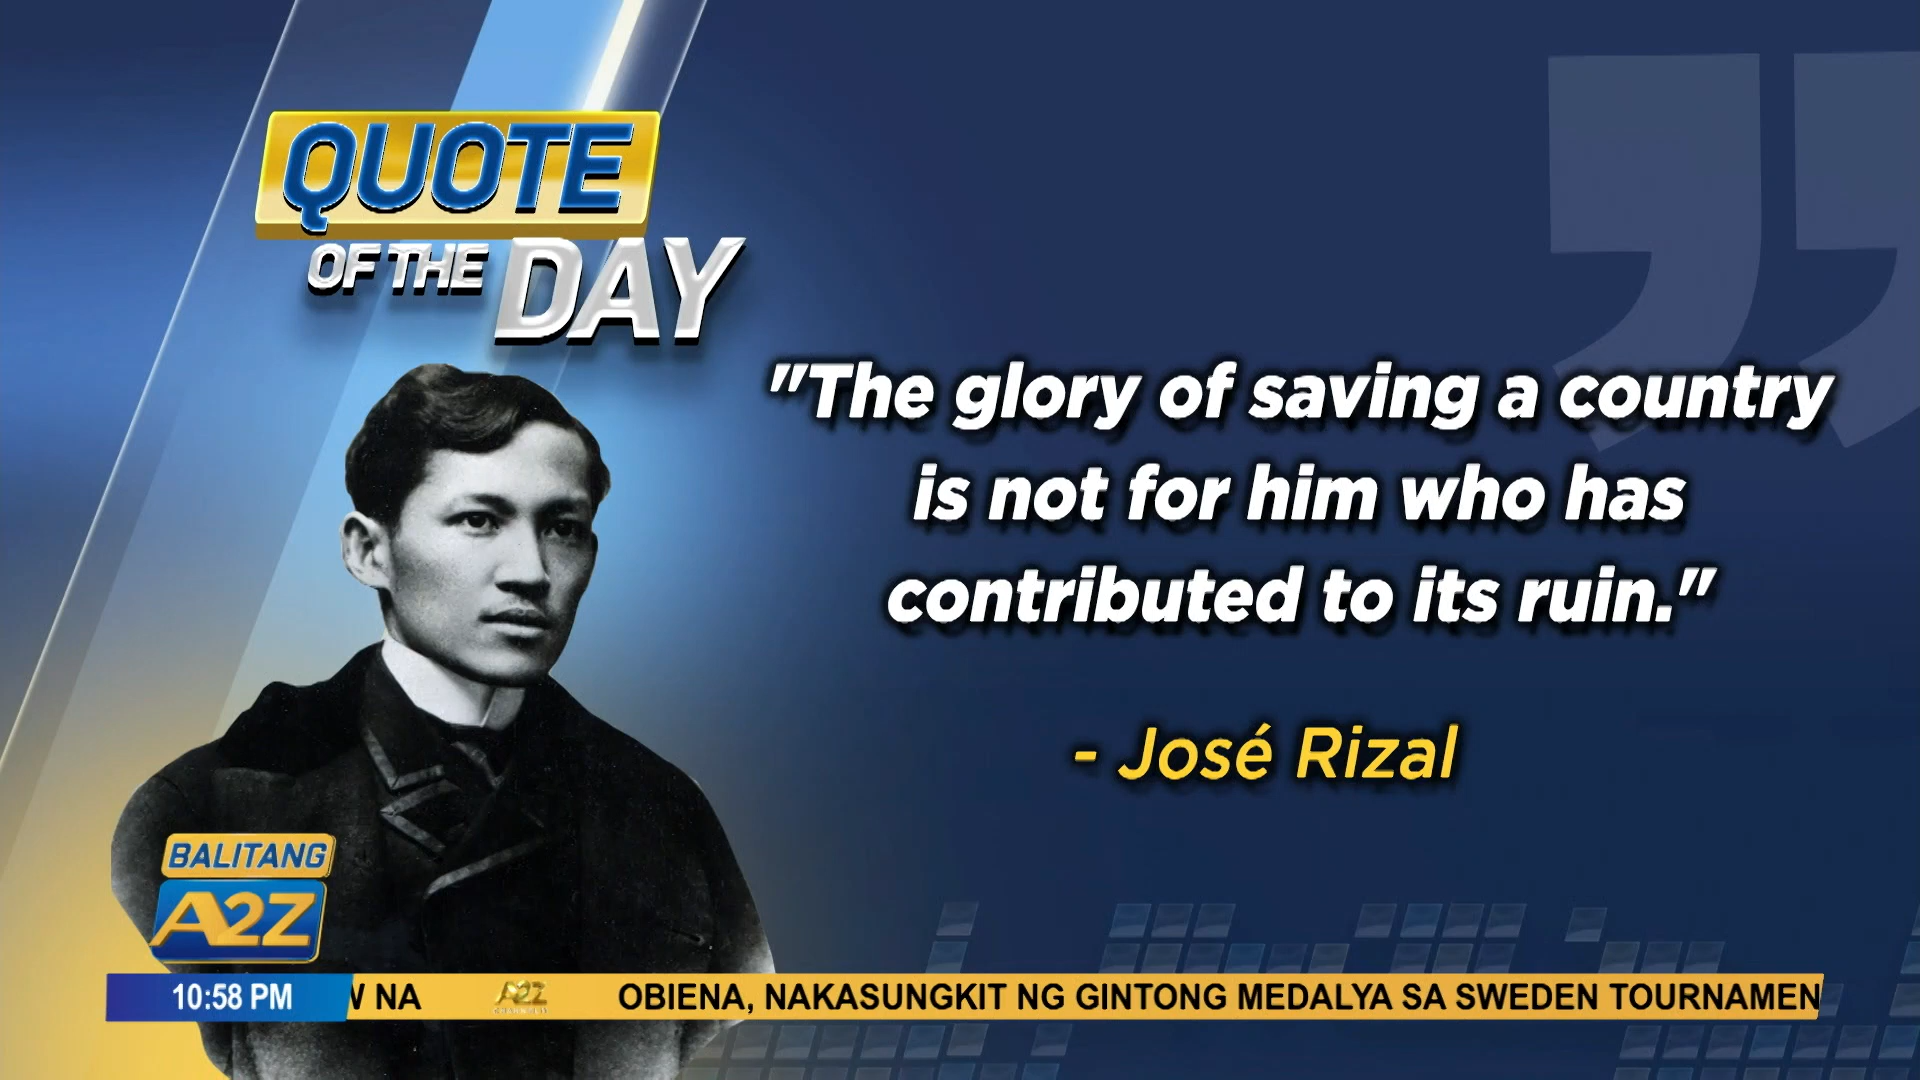 QUOTE
OF THE DAY
"The glory of saving a country
is not for him who has
contributed to its ruin."
- José Rizal
BALITANG
A2Z
10:58 PM
NA
A2Z
OBIENA, NAKASUNGKIT NG GINTONG MEDALYA SA SWEDEN TOURNAMEN